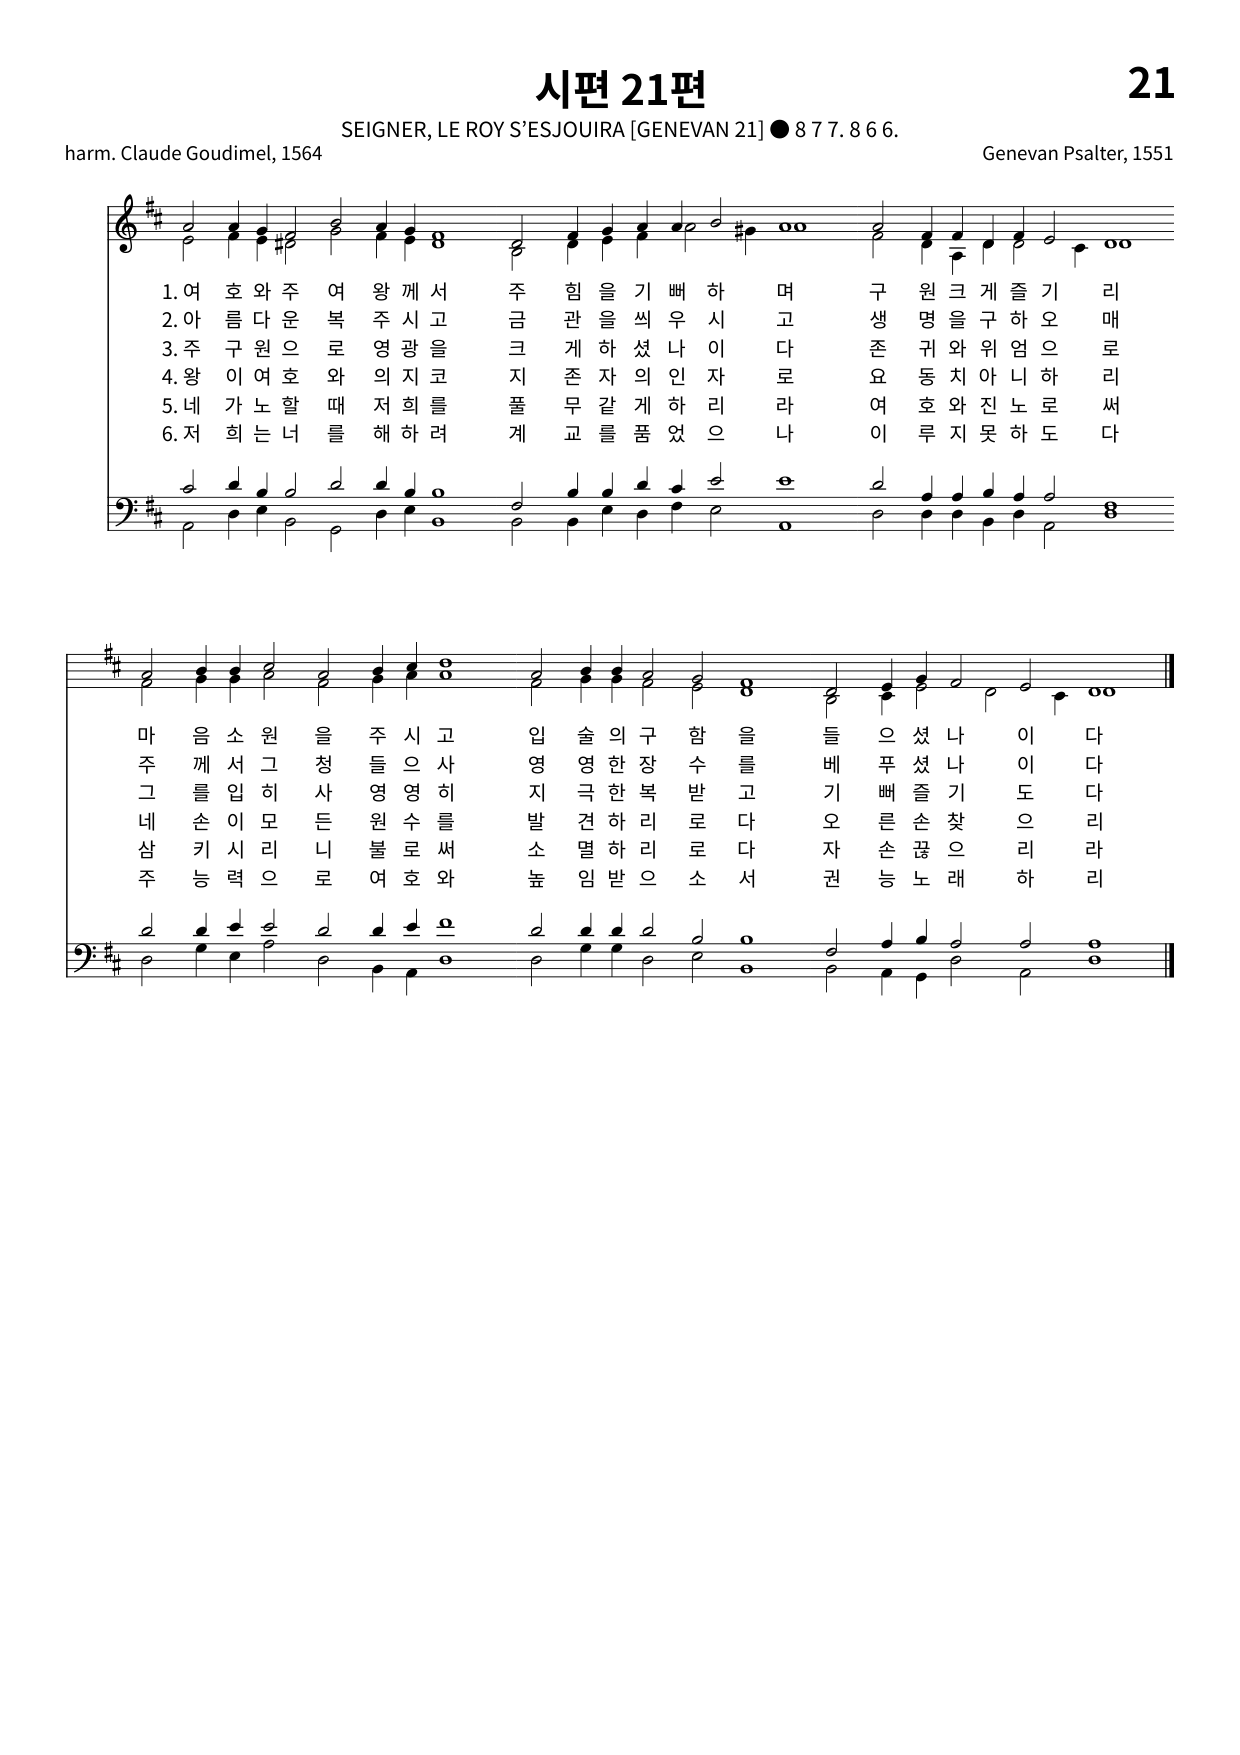 시편 21편
21
SEIGNER, LE ROY S’ESJOUIRA [GENEVAN 21] ● 8 7 7. 8 6 6.
harm. Claude Goudimel, 1564
Genevan Psalter, 1551
1. 여 호 와 주 여 왕 께 서 주 힘 을 기 뻐 하 며 구 원 크 게 즐 기 리
2. 아 름 다 운 복 주 시 고 금 관 을 씌 우 시 고 생 명 을 구 하 오 매
3. 주 구 원 으 로 영 광 을 크 게 하 셨 나 이 다 존 귀 와 위 엄 으 로
4. 왕 이 여 호 와 의 지 코 지 존 자 의 인 자 로 요 동 치 아 니 하 리
5. 네 가 노 할 때 저 희 를 풀 무 같 게 하 리 라 여 호 와 진 노 로 써
6. 저 희 는 너 를 해 하 려 계 교 를 품 었 으 나 이 루 지 못 하 도 다
마 음 소 원 을 주 시 고 입 술 의 구 함 을 들 으 셨 나 이 다
주 께 서 그 청 들 으 사 영 영 한 장 수 를 베 푸 셨 나 이 다
그 를 입 히 사 영 영 히 지 극 한 복 받 고 기 뻐 즐 기 도 다
네 손 이 모 든 원 수 를 발 견 하 리 로 다 오 른 손 찾 으 리
삼 키 시 리 니 불 로 써 소 멸 하 리 로 다 자 손 끊 으 리 라
주 능 력 으 로 여 호 와 높 임 받 으 소 서 권 능 노 래 하 리